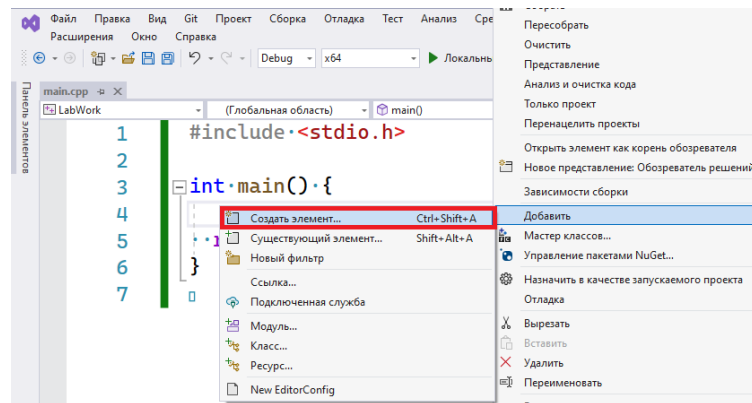 Файл Правка Вид Git Проект Сборка Отладка Тест Анализ Сре
Расширения Окно Справка
Debug x64 Локальнь
Панель элементов
main.cpp
LabWork (Глобальная область) main()
1 #include <stdio.h>
2
3 int main() {
4
5
6 }
7
Создать элемент... Ctrl+Shift+A
Существующий элемент... Shift+Alt+A
Новый фильтр
Ссылка...
Подключенная служба
Модуль...
Класс...
Ресурс...
New EditorConfig
Пересобрать
Очистить
Представление
Анализ и очистка кода
Только проект
Перенацелить проекты
Открыть элемент как корень обозревателя
Новое представление: Обозреватель решений
Зависимости сборки
Добавить
Мастер классов...
Управление пакетами NuGet...
Назначить в качестве запускаемого проекта
Отладка
Вырезать
Вставить
Удалить
Переименовать